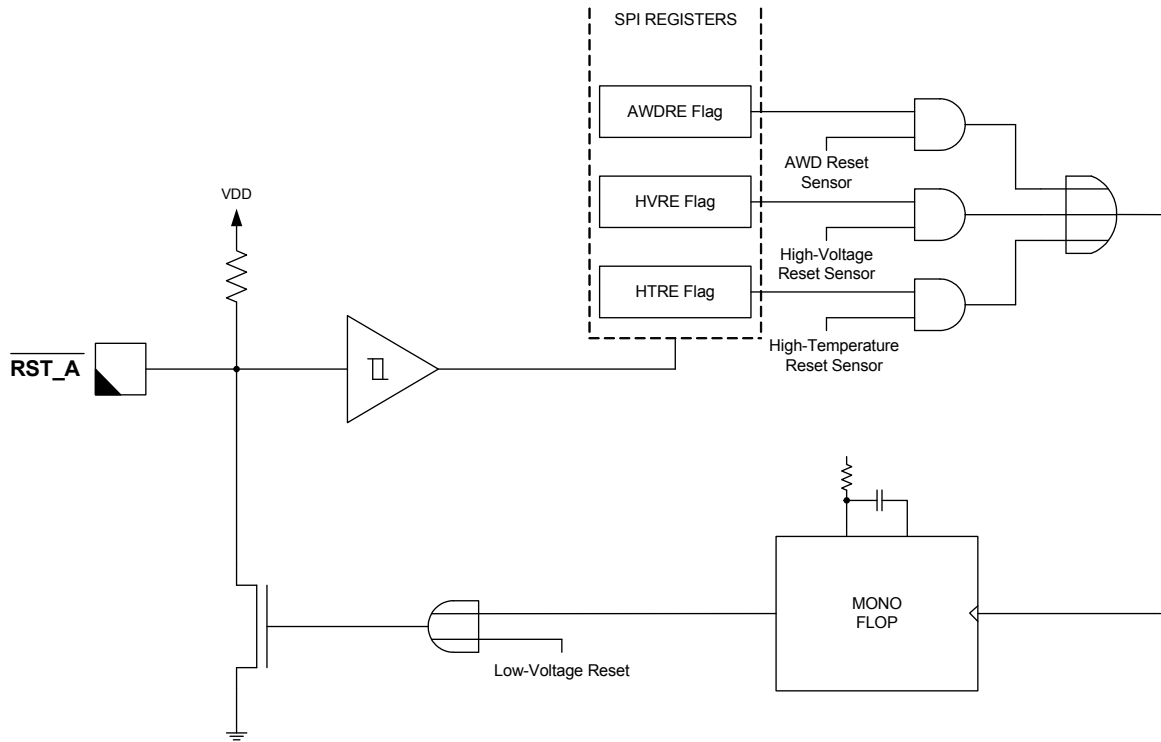 SPI REGISTERS
AWDRE Flag
AWD Reset
Sensor
VDD
HVRE Flag
High-Voltage
Reset Sensor
HTRE Flag
High-Temperature
Reset Sensor
RST_A
MONO
FLOP
Low-Voltage Reset